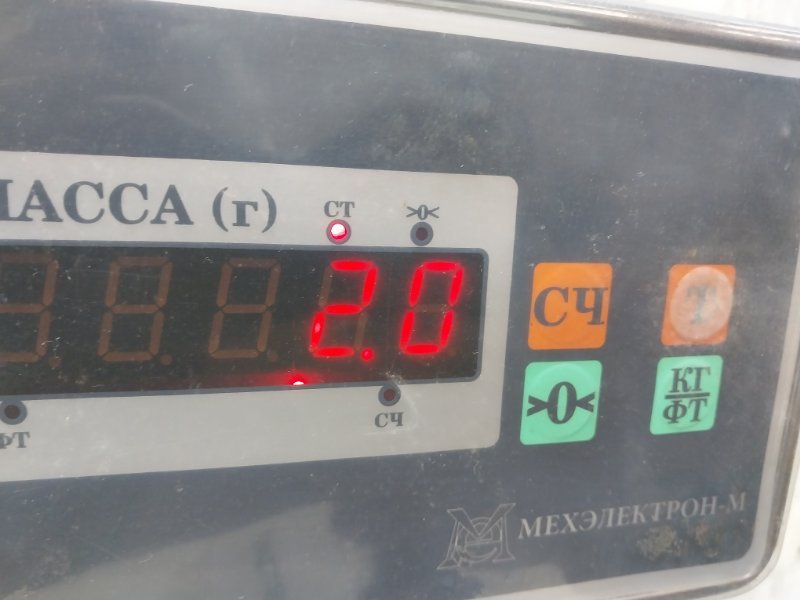 МАССА (г)
СТ >0<
2.0
ФТ
СЧ
СЧ Т
>0< КГ
ФТ
МЕХЭЛЕКТРОН-М